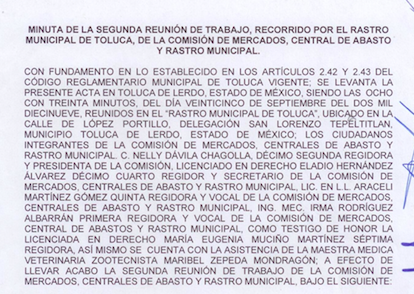 MINUTA DE LA SEGUNDA REUNIÓN DE TRABAJO, RECORRIDO POR EL RASTRO
MUNICIPAL DE TOLUCA, DE LA COMISIÓN DE MERCADOS, CENTRAL DE ABASTO
Y RASTRO MUNICIPAL.
CON FUNDAMENTO EN LO ESTABLECIDO EN LOS ARTÍCULOS 2.42 Y 2.43 DEL
CÓDIGO REGLAMENTARIO MUNICIPAL DE TOLUCA VIGENTE; SE LEVANTA LA
PRESENTE ACTA EN TOLUCA DE LERDO, ESTADO DE MÉXICO, SIENDO LAS OCHO
CON TREINTA MINUTOS, DEL DÍA VEINTICINCO DE SEPTIEMBRE DEL DOS MIL
DIECINUEVE, REUNIDOS EN EL "RASTRO MUNICIPAL DE TOLUCA", UBICADO EN LA
CALLE DE LÓPEZ PORTILLO, DELEGACIÓN SAN LORENZO TEPÈLTITLAN,
MUNICIPIO TOLUCA DE LERDO, ESTADO DE MÉXICO; LOS CIUDADANOS
INTEGRANTES DE LA COMISIÓN DE MERCADOS, CENTRALES DE ABASTO Y
RASTRO MUNICIPAL C. NELLY DÁVILA CHAGOLLA, DÉCIMO SEGUNDA REGIDORA
Y PRESIDENTA DE LA COMISIÓN, LICENCIADO EN DERECHO ELADIO HERNÁNDEZ
ÁLVAREZ DÉCIMO CUARTO REGIDOR Y SECRETARIO DE LA COMISIÓN DE
MERCADOS, CENTRALES DE ABASTO Y RASTRO MUNICIPAL, LIC. EN L.L. ARACELI
MARTÍNEZ GÓMEZ QUINTA REGIDORA Y VOCAL DE LA COMISIÓN DE MERCADOS,
CENTRALES DE ABASTO Y RASTRO MUNICIPAL, ING. MEC. IRMA RODRÍGUEZ
ALBARRÁN PRIMERA REGIDORA Y VOCAL DE LA COMISIÓN DE MERCADOS,
CENTRAL DE ABASTOS Y RASTRO MUNICIPAL, COMO TESTIGO DE HONOR LA
LICENCIADA EN DERECHO MARÍA EUGENIA MUCIÑO MARTÍNEZ SÉPTIMA
REGIDORA, ASÍ MISMO SE CUENTA CON LA ASISTENCIA DE LA MAESTRA MEDICA
VETERINARIA ZOOTECNISTA MARIBEL ZEPEDA MONDRAGÓN; A EFECTO DE
LLEVAR ACABO LA SEGUNDA REUNIÓN DE TRABAJO DE LA COMISIÓN DE
MERCADOS, CENTRALES DE ABASTO Y RASTRO MUNICIPAL, BAJO EL SIGUIENTE: